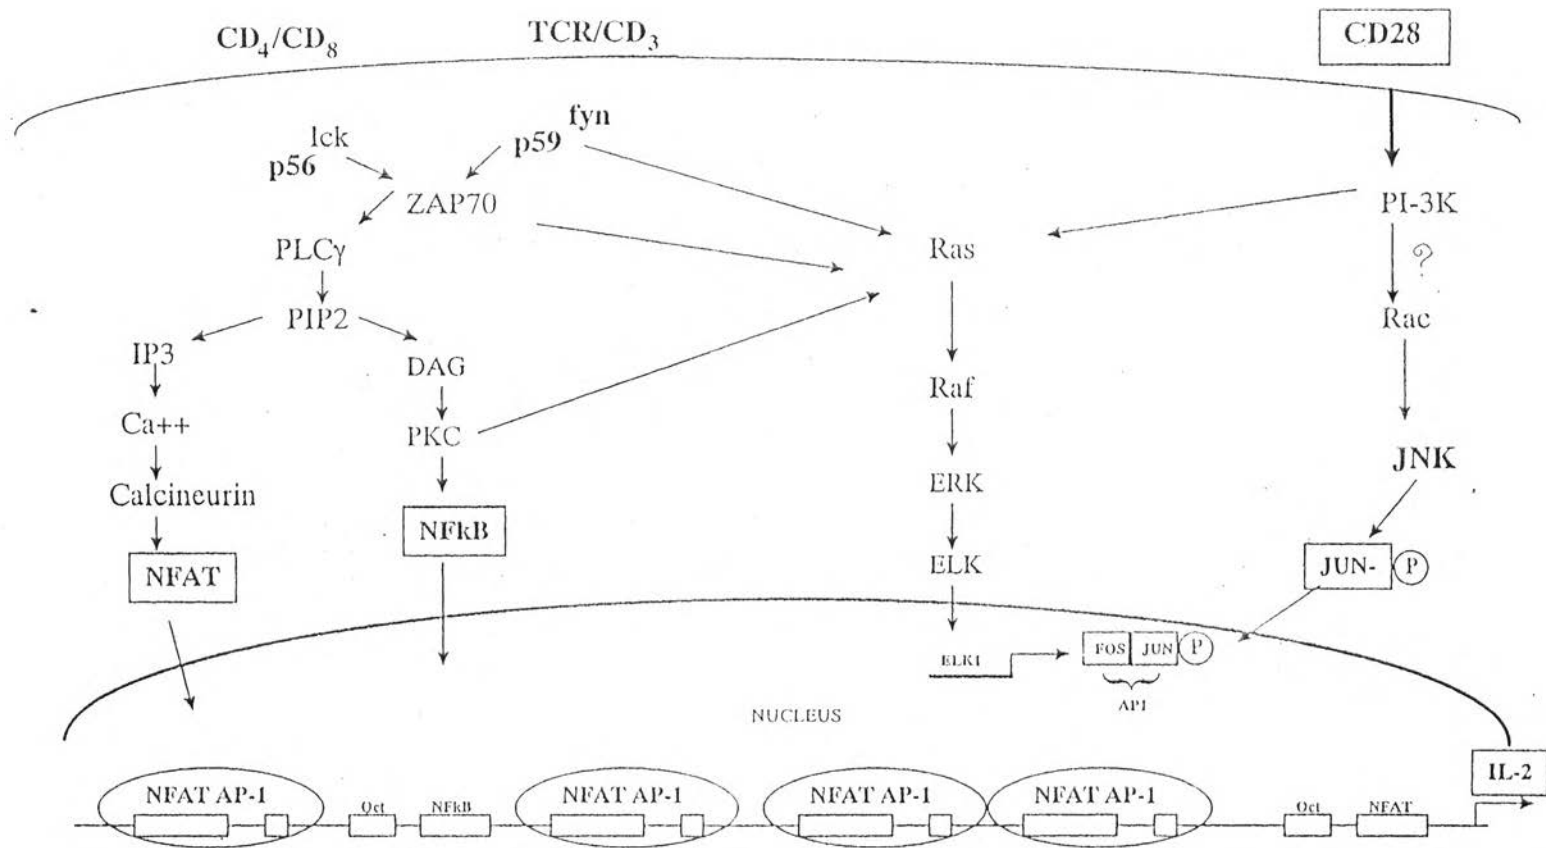 CD4/CD8
TCR/CD3
CD28
p56 lck
p59 fyn
ZAP70
PI-3K
PLCγ
Ras
?
PIP2
Rac
IP3
DAG
Raf
Ca++
PKC
JNK
Calcineurin
ERK
NFkB
NFAT
ELK
JUN- P
ELK1
FOS JUN P
AP1
NUCLEUS
IL-2
NFAT AP-1
Oct
NFkB
NFAT AP-1
NFAT AP-1
NFAT AP-1
Oct
NFAT